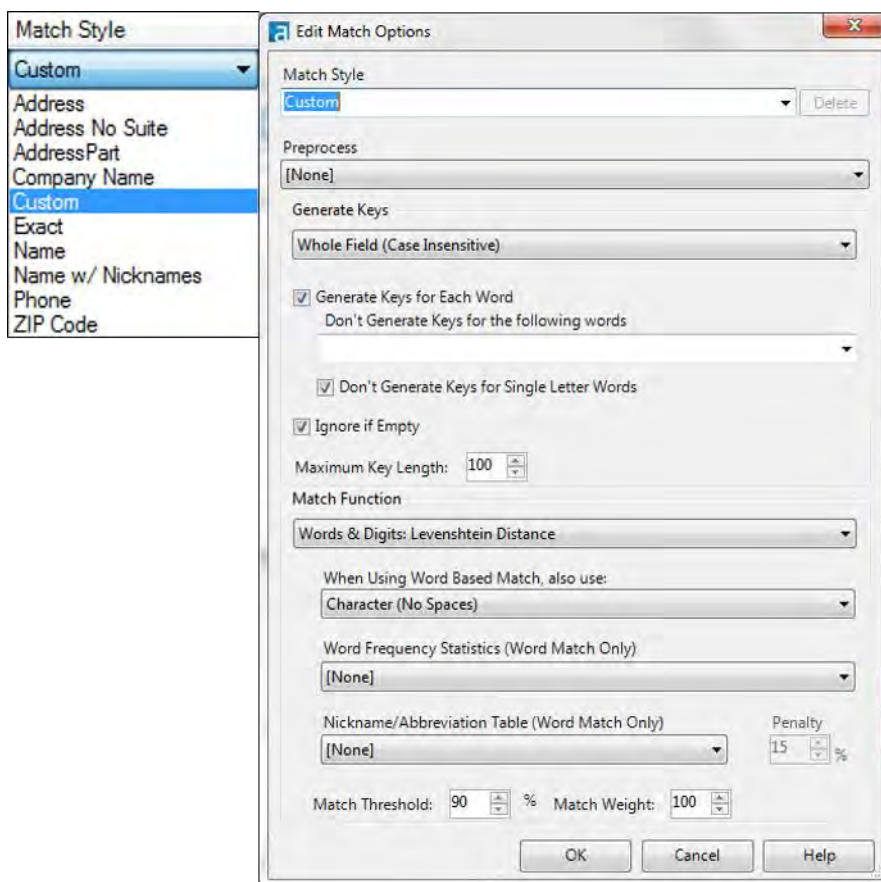 Match Style
Custom
Address
Address No Suite
AddressPart
Company Name
Custom
Exact
Name
Name w/ Nicknames
Phone
ZIP Code
a Edit Match Options x
Match Style
Custom Delete
Preprocess
[None]
Generate Keys
Whole Field (Case Insensitive)
Generate Keys for Each Word
Don't Generate Keys for the following words
Don't Generate Keys for Single Letter Words
Ignore if Empty
Maximum Key Length: 100
Match Function
Words & Digits: Levenshtein Distance
When Using Word Based Match, also use:
Character (No Spaces)
Word Frequency Statistics (Word Match Only)
[None]
Nickname/Abbreviation Table (Word Match Only) Penalty
[None] 15 %
Match Threshold: 90 % Match Weight: 100
OK Cancel Help